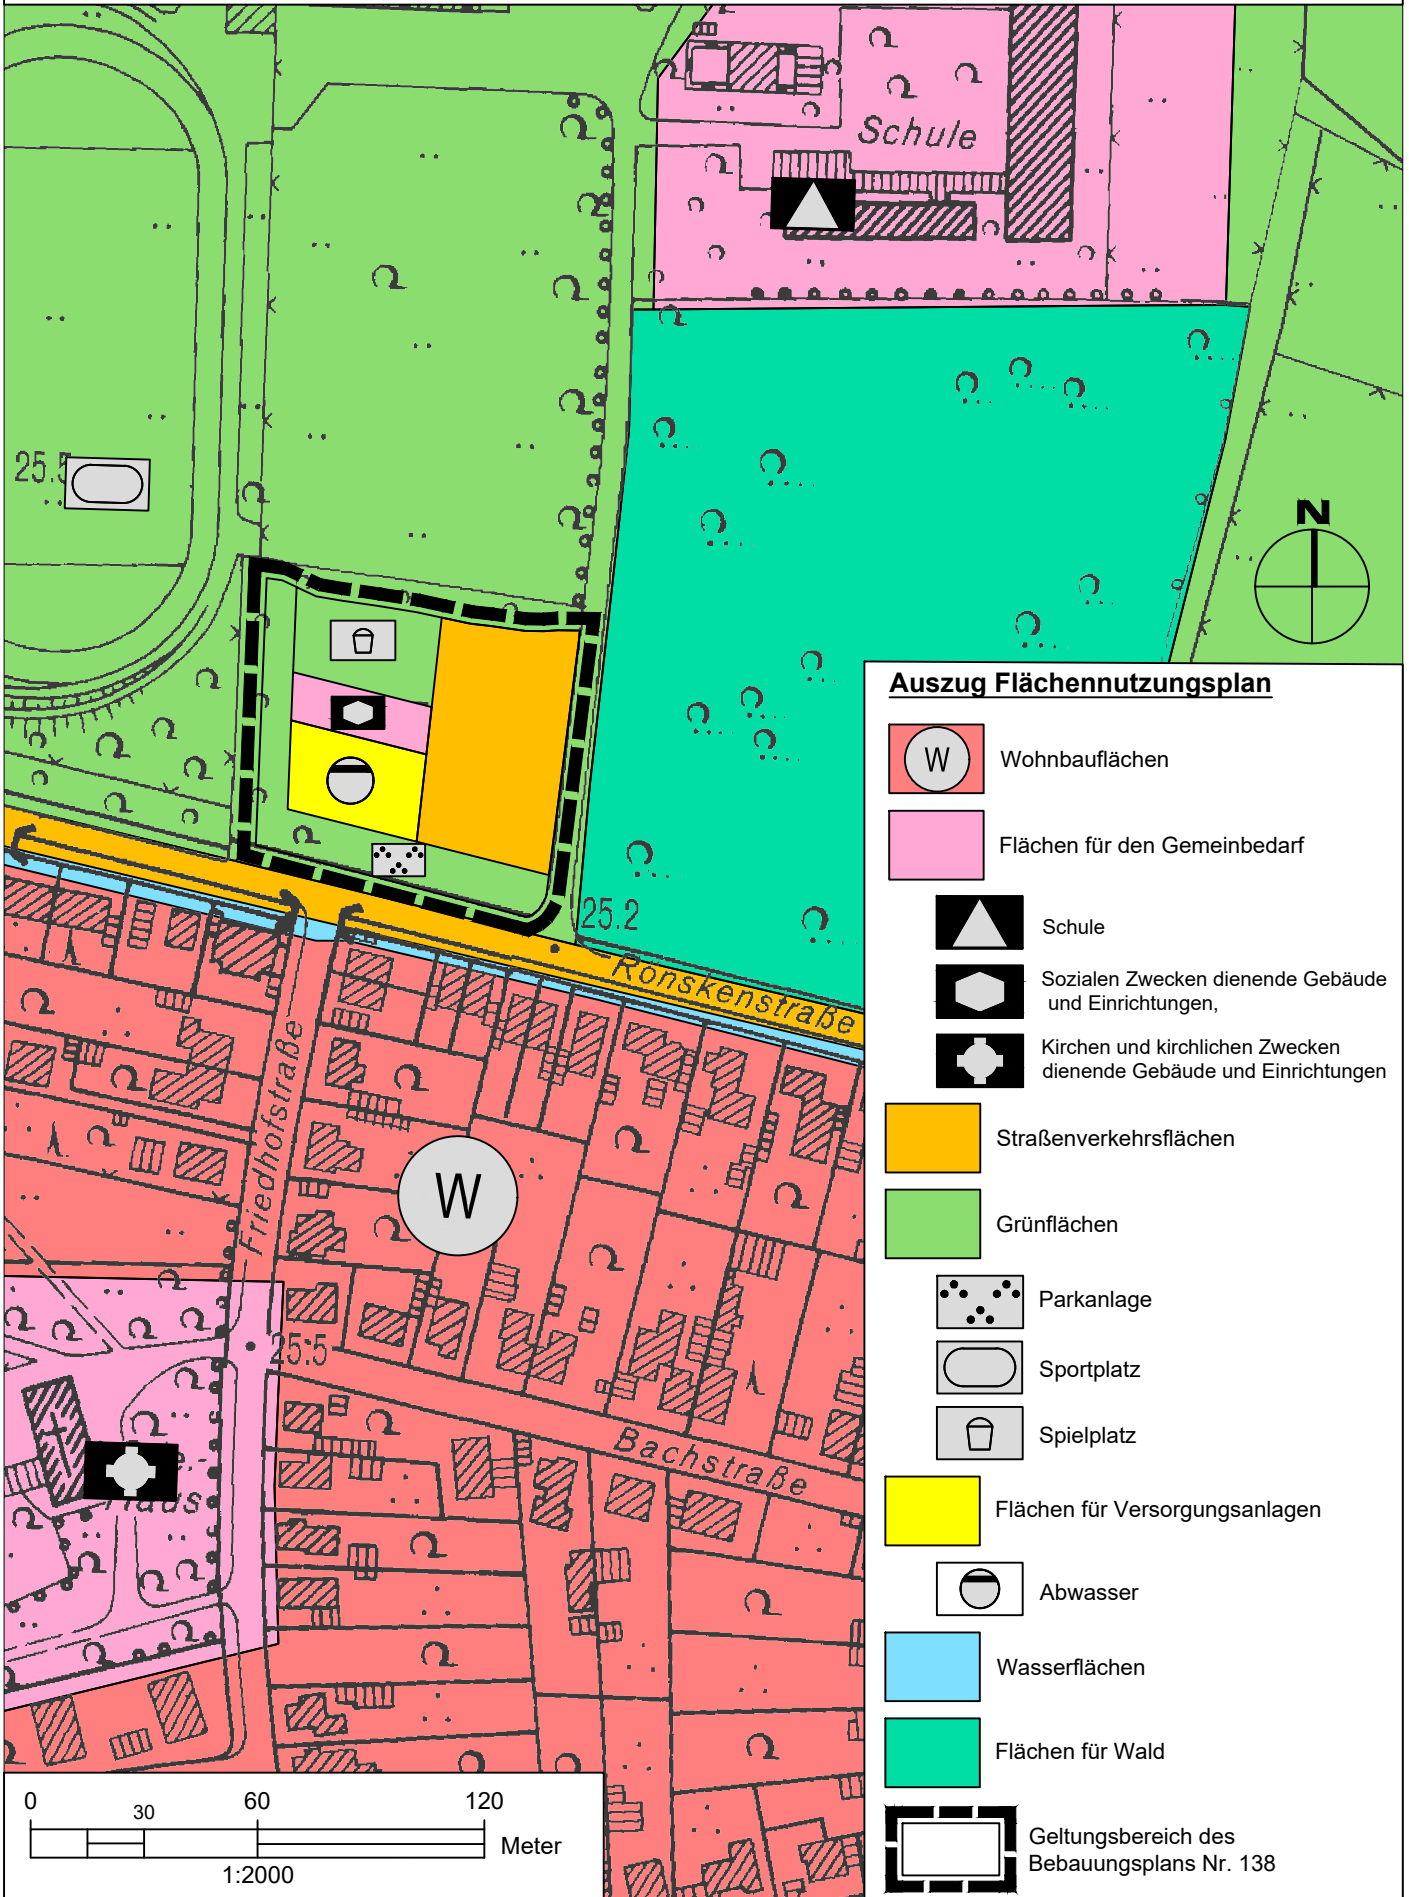 Schule
25.5
N
25.2
Rönskenstraße
Friedhofstraße
W
25.5
Bachstraße
Haus
Auszug Flächennutzungsplan
W
Wohnbauflächen
Flächen für den Gemeinbedarf
Schule
Sozialen Zwecken dienende Gebäude
und Einrichtungen,
Kirchen und kirchlichen Zwecken
dienende Gebäude und Einrichtungen
Straßenverkehrsflächen
Grünflächen
Parkanlage
Sportplatz
Spielplatz
Flächen für Versorgungsanlagen
Abwasser
Wasserflächen
Flächen für Wald
Geltungsbereich des
Bebauungsplans Nr. 138
0 30 60 120
Meter
1:2000